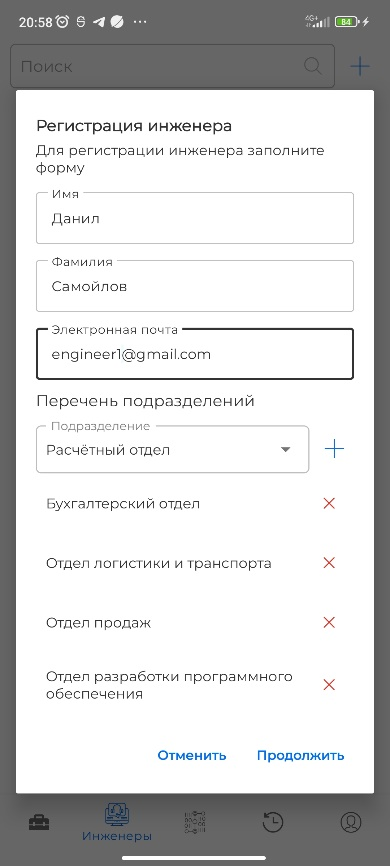 20:58
4G+
84
Поиск
Регистрация инженера
Для регистрации инженера заполните
форму
Имя
Данил
Фамилия
Самойлов
Электронная почта
engineer1@gmail.com
Перечень подразделений
Подразделение
Расчётный отдел
Бухгалтерский отдел
Отдел логистики и транспорта
Отдел продаж
Отдел разработки программного
обеспечения
Отменить
Продолжить
Инженеры